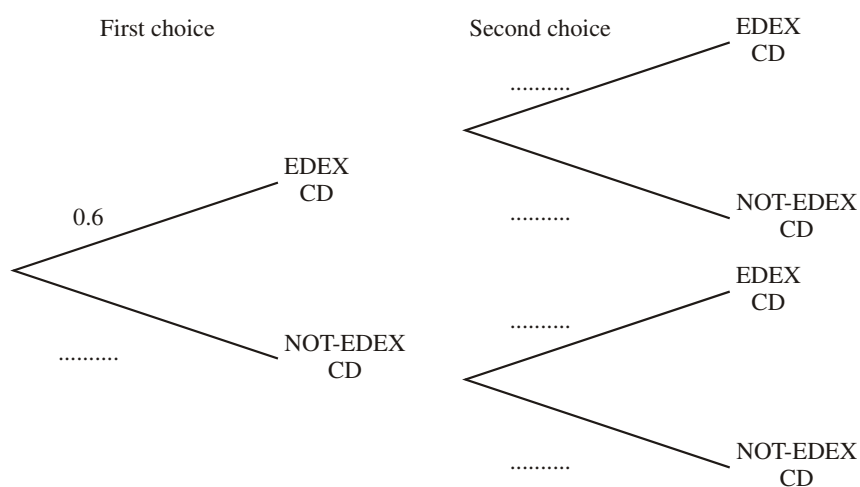 First choice
Second choice
EDEX
CD
..........
EDEX
CD
0.6
..........
NOT-EDEX
CD
EDEX
CD
..........
NOT-EDEX
CD
..........
..........
NOT-EDEX
CD